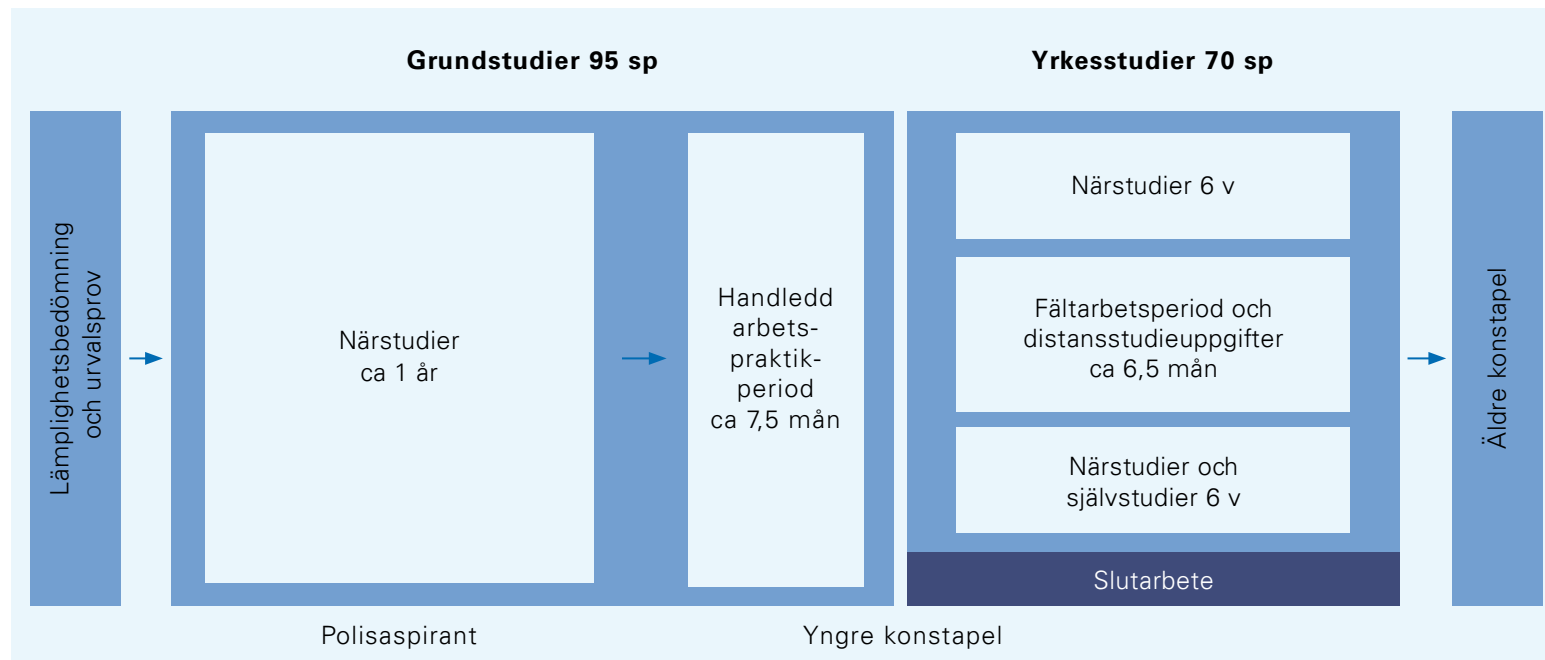 Grundstudier 95 sp
Yrkesstudier 70 sp
Lämplighetsbedömning
och urvalsprov
Närstudier
ca 1 år
Handledd
arbets-
praktik-
period
ca 7,5 mån
Närstudier 6 v
Fältarbetsperiod och
distansstudieuppgifter
ca 6,5 mån
Närstudier och
självstudier 6 v
Slutarbete
Äldre konstapel
Polisaspirant
Yngre konstapel